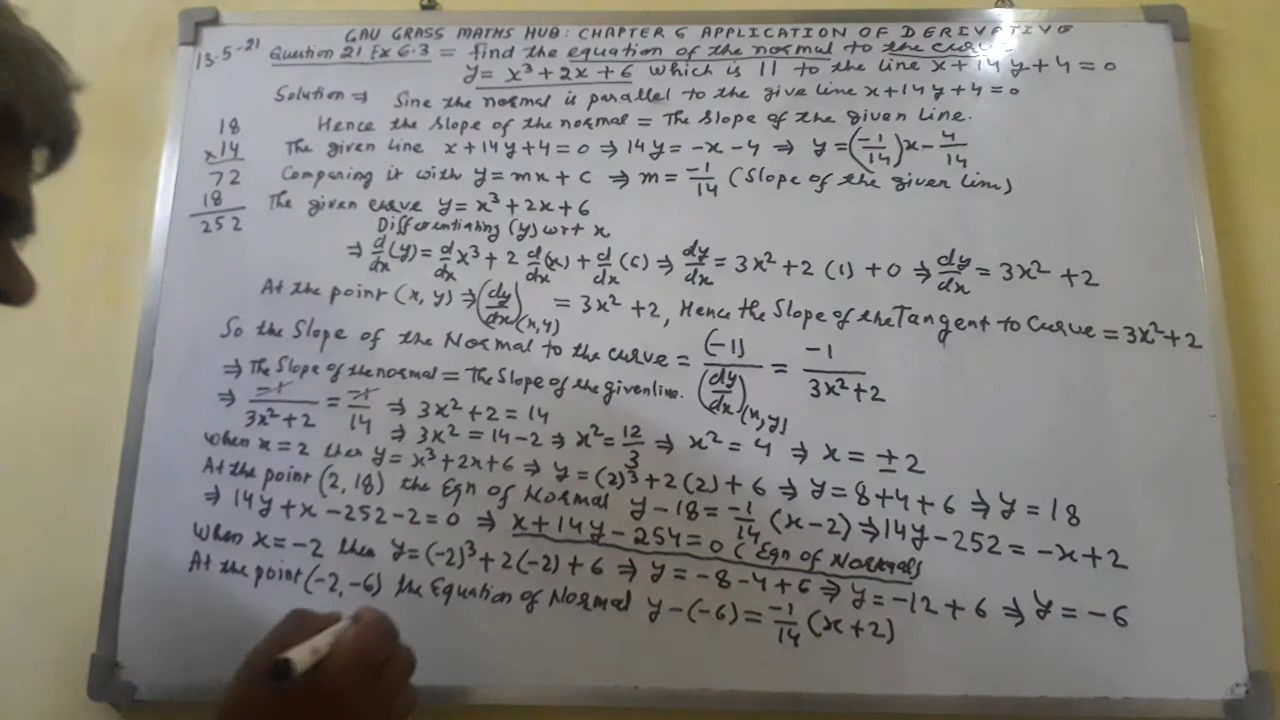 GAU GRASS MATHS HUB: CHAPTER 6 APPLICATION OF DERIVATIVE
13-5-21
Question 21 Ex 6.3 = find the equation of the normal to the curve
y = x³ + 2x + 6 which is || to the line x + 14y + 4 = 0
Solution ⇒ Sine the normal is parallel to the give line x + 14y + 4 = 0
Hence the slope of the normal = The slope of the given line.
18
×14
72
18
252
The given line x + 14y + 4 = 0 ⇒ 14y = -x - 4 ⇒ y = (-1/14)x - 4/14
Comparing it with y = mx + c ⇒ m = -1/14 (Slope of the given line)
The given curve y = x³ + 2x + 6
Differentiating (y) wrt x
⇒ d/dx (y) = d/dx x³ + 2 d/dx (x) + d/dx (6) ⇒ dy/dx = 3x² + 2(1) + 0 ⇒ dy/dx = 3x² + 2
At the point (x, y) ⇒ (dy/dx)(x,y) = 3x² + 2, Hence the Slope of the Tangent to Curve = 3x² + 2
So the Slope of the Normal to the curve = (-1)/(dy/dx)(x,y) = -1/(3x² + 2)
⇒ The Slope of the normal = The Slope of the given line.
⇒ -1/(3x² + 2) = -1/14 ⇒ 3x² + 2 = 14
⇒ 3x² = 14 - 2 ⇒ x² = 12/3 ⇒ x² = 4 ⇒ x = ±2
When x = 2 then y = x³ + 2x + 6 ⇒ y = (2)³ + 2(2) + 6 ⇒ y = 8 + 4 + 6 ⇒ y = 18
At the point (2, 18) the Eqn of Normal y - 18 = -1/14 (x - 2) ⇒ 14y - 252 = -x + 2
⇒ 14y + x - 252 - 2 = 0 ⇒ x + 14y - 254 = 0 (Eqn of Normal)
When x = -2 then y = (-2)³ + 2(-2) + 6 ⇒ y = -8 - 4 + 6 ⇒ y = -12 + 6 ⇒ y = -6
At the point (-2, -6) the Equation of Normal y - (-6) = -1/14 (x + 2)